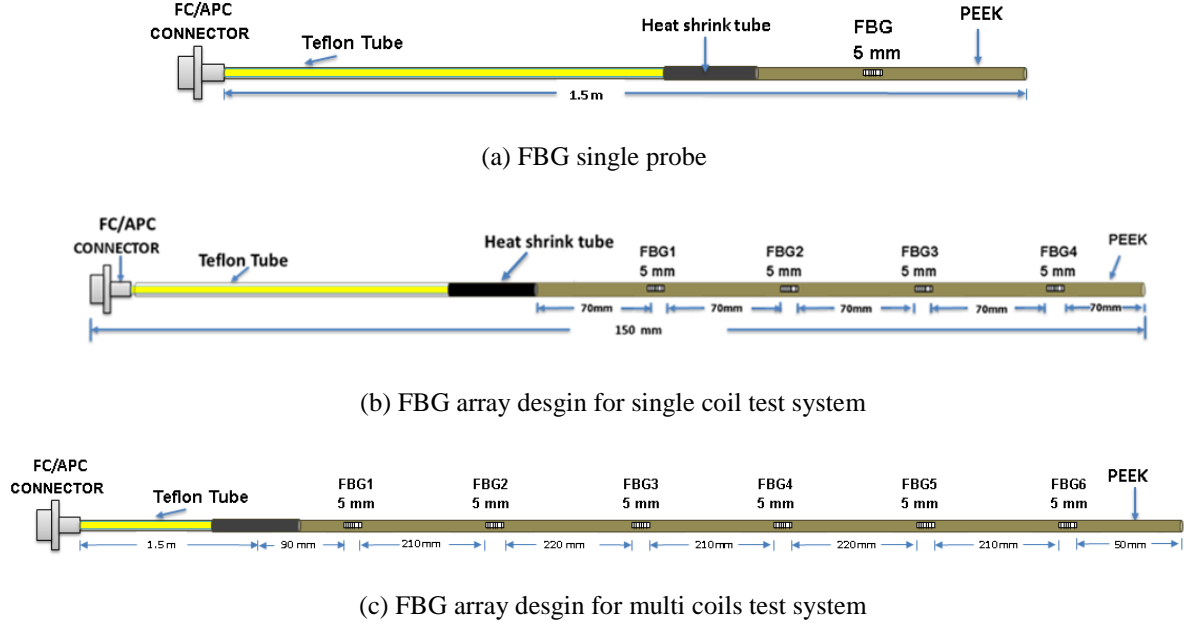 FC/APC
CONNECTOR
Teflon Tube
Heat shrink tube
FBG
5 mm
PEEK
1.5 m
(a) FBG single probe
FC/APC
CONNECTOR
Teflon Tube
Heat shrink tube
FBG1
5 mm
FBG2
5 mm
FBG3
5 mm
FBG4
5 mm
PEEK
70mm
70mm
70mm
70mm
70mm
150 mm
(b) FBG array desgin for single coil test system
FC/APC
CONNECTOR
Teflon Tube
FBG1
5 mm
FBG2
5 mm
FBG3
5 mm
FBG4
5 mm
FBG5
5 mm
FBG6
5 mm
PEEK
1.5 m
90 mm
210mm
220 mm
210mm
220mm
210mm
50mm
(c) FBG array desgin for multi coils test system